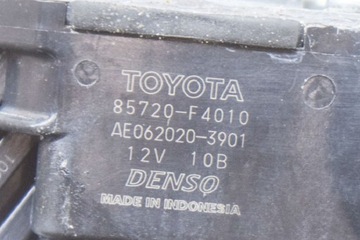 TOYOTA
85720-F4010
AE062020-3901
12V 10B
DENSO
MADE IN INDONESIA